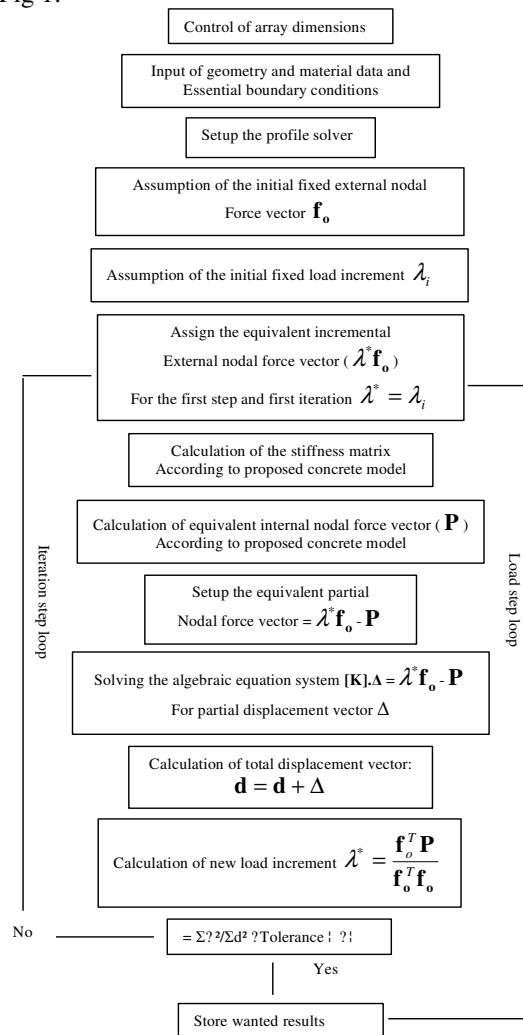 Fig 1.
Control of array dimensions
Input of geometry and material data and
Essential boundary conditions
Setup the profile solver
Assumption of the initial fixed external nodal
Force vector f_o
Assumption of the initial fixed load increment λ_i
Assign the equivalent incremental
External nodal force vector ( λ* f_o )
For the first step and first iteration λ* = λ_i
Calculation of the stiffness matrix
According to proposed concrete model
Calculation of equivalent internal nodal force vector ( P )
According to proposed concrete model
Iteration step loop
Load step loop
Setup the equivalent partial
Nodal force vector = λ* f_o - P
Solving the algebraic equation system [K].Δ = λ* f_o - P
For partial displacement vector Δ
Calculation of total displacement vector:
d = d + Δ
Calculation of new load increment λ* = f_o^T P / f_o^T f_o
No
= Σ? ²/Σd² ?Tolerance ¦ ?¦
Yes
Store wanted results